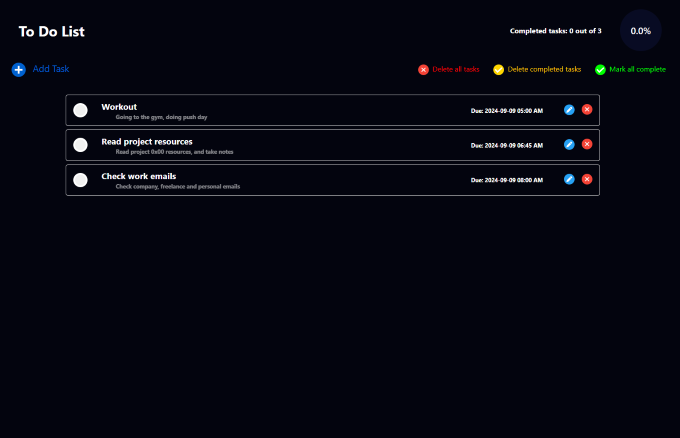 To Do List
Completed tasks: 0 out of 3
0.0%
Add Task
Delete all tasks
Delete completed tasks
Mark all complete
Workout
Going to the gym, doing push day
Due: 2024-09-09 05:00 AM
Read project resources
Read project 0x00 resources, and take notes
Due: 2024-09-09 06:45 AM
Check work emails
Check company, freelance and personal emails
Due: 2024-09-09 08:00 AM